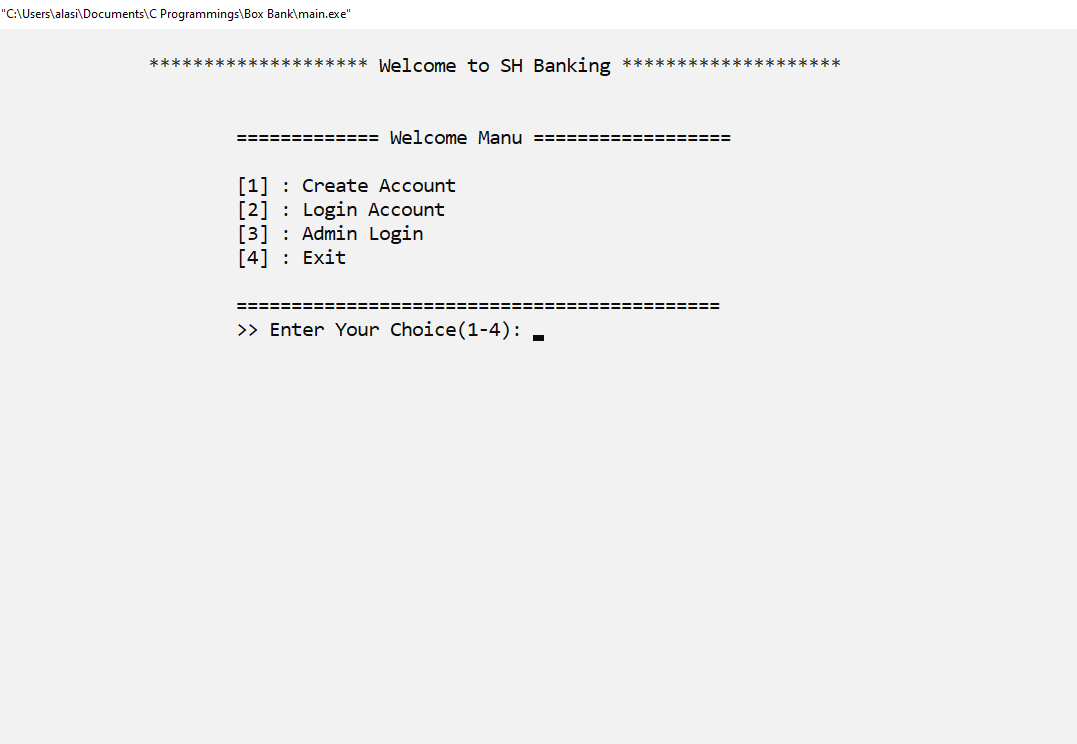 "C:\Users\alasi\Documents\C Programmings\Box Bank\main.exe"
******************** Welcome to SH Banking ********************
============= Welcome Manu ==================
[1] : Create Account
[2] : Login Account
[3] : Admin Login
[4] : Exit
============================================
>> Enter Your Choice(1-4):